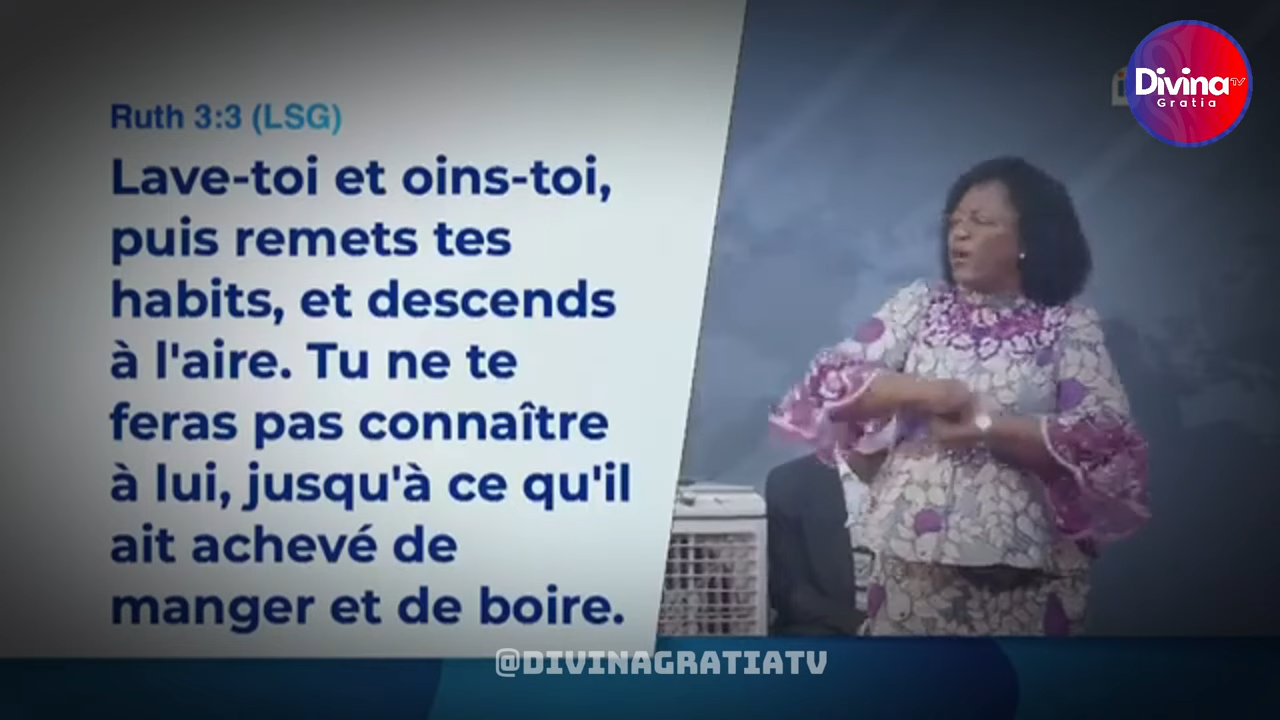 Ruth 3:3 (LSG)
Lave-toi et oins-toi,
puis remets tes
habits, et descends
à l'aire. Tu ne te
feras pas connaître
à lui, jusqu'à ce qu'il
ait achevé de
manger et de boire.
Divina TV
Gratia
@DIVINAGRATIATV